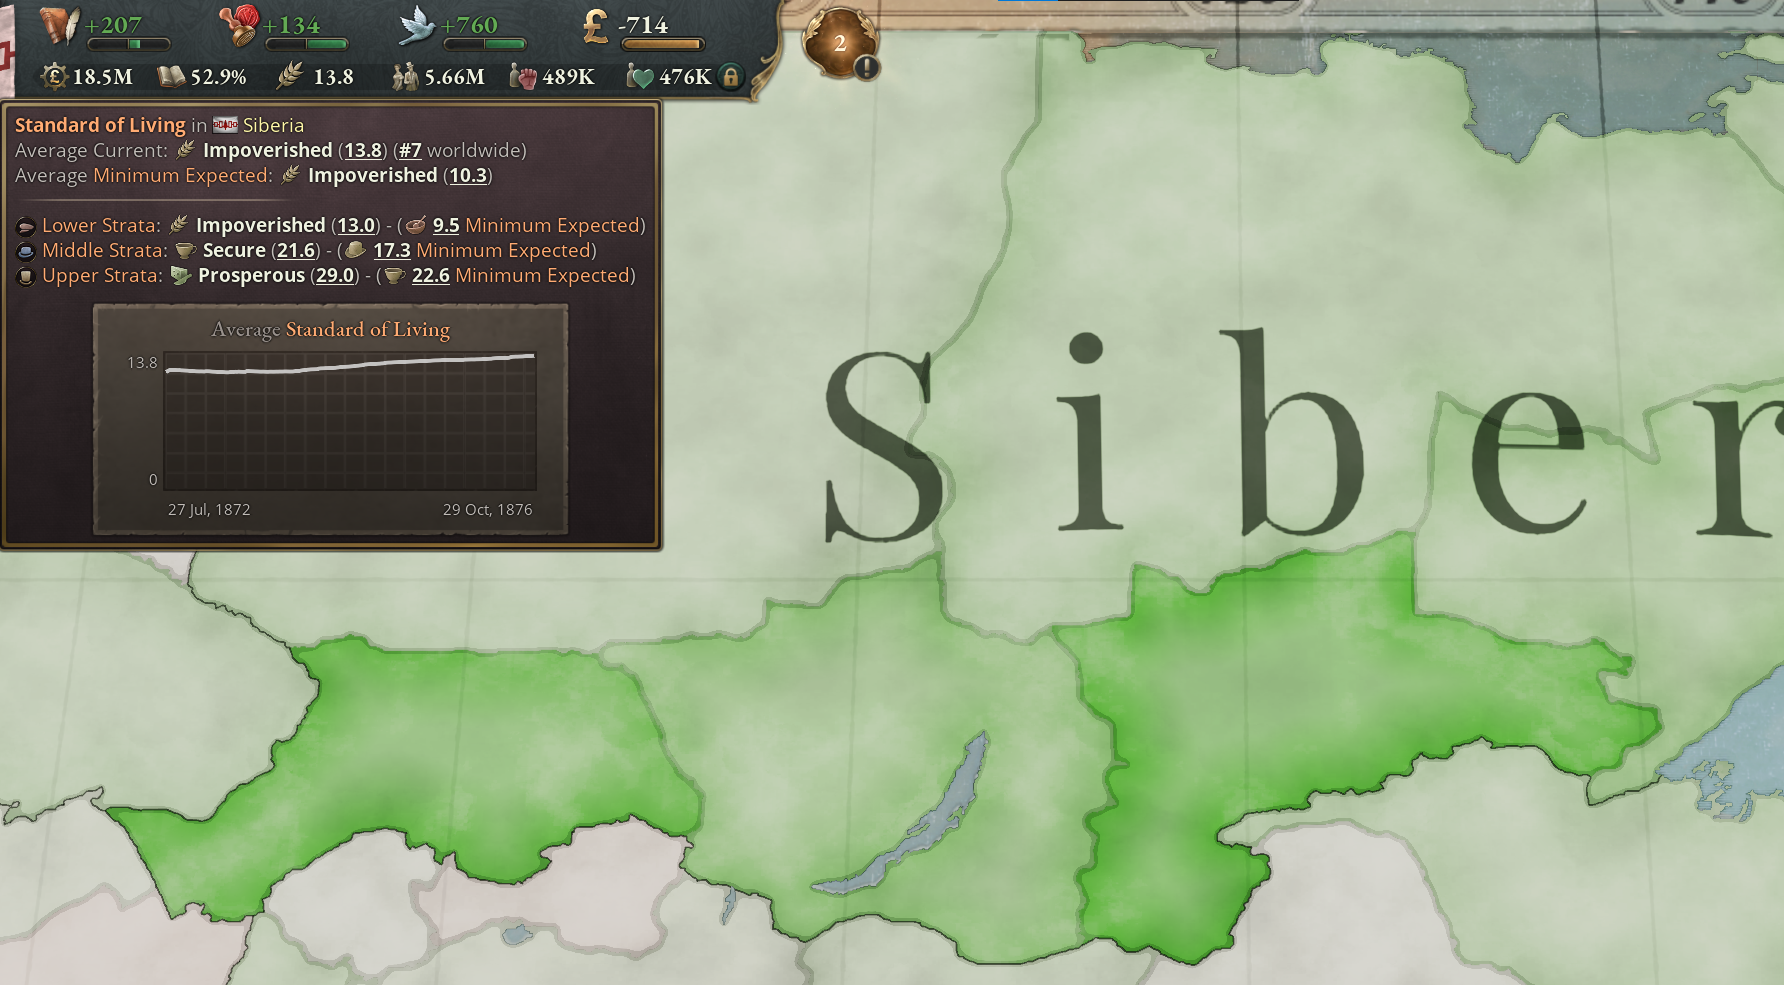 +207 +134 +760 -714 2
18.5M 52.9% 13.8 5.66M 489K 476K
Standard of Living in Siberia
Average Current: Impoverished (13.8) (#7 worldwide)
Average Minimum Expected: Impoverished (10.3)
Lower Strata: Impoverished (13.0) - ( 9.5 Minimum Expected)
Middle Strata: Secure (21.6) - ( 17.3 Minimum Expected)
Upper Strata: Prosperous (29.0) - ( 22.6 Minimum Expected)
Average Standard of Living
13.8
0
27 Jul, 1872 29 Oct, 1876
Siber